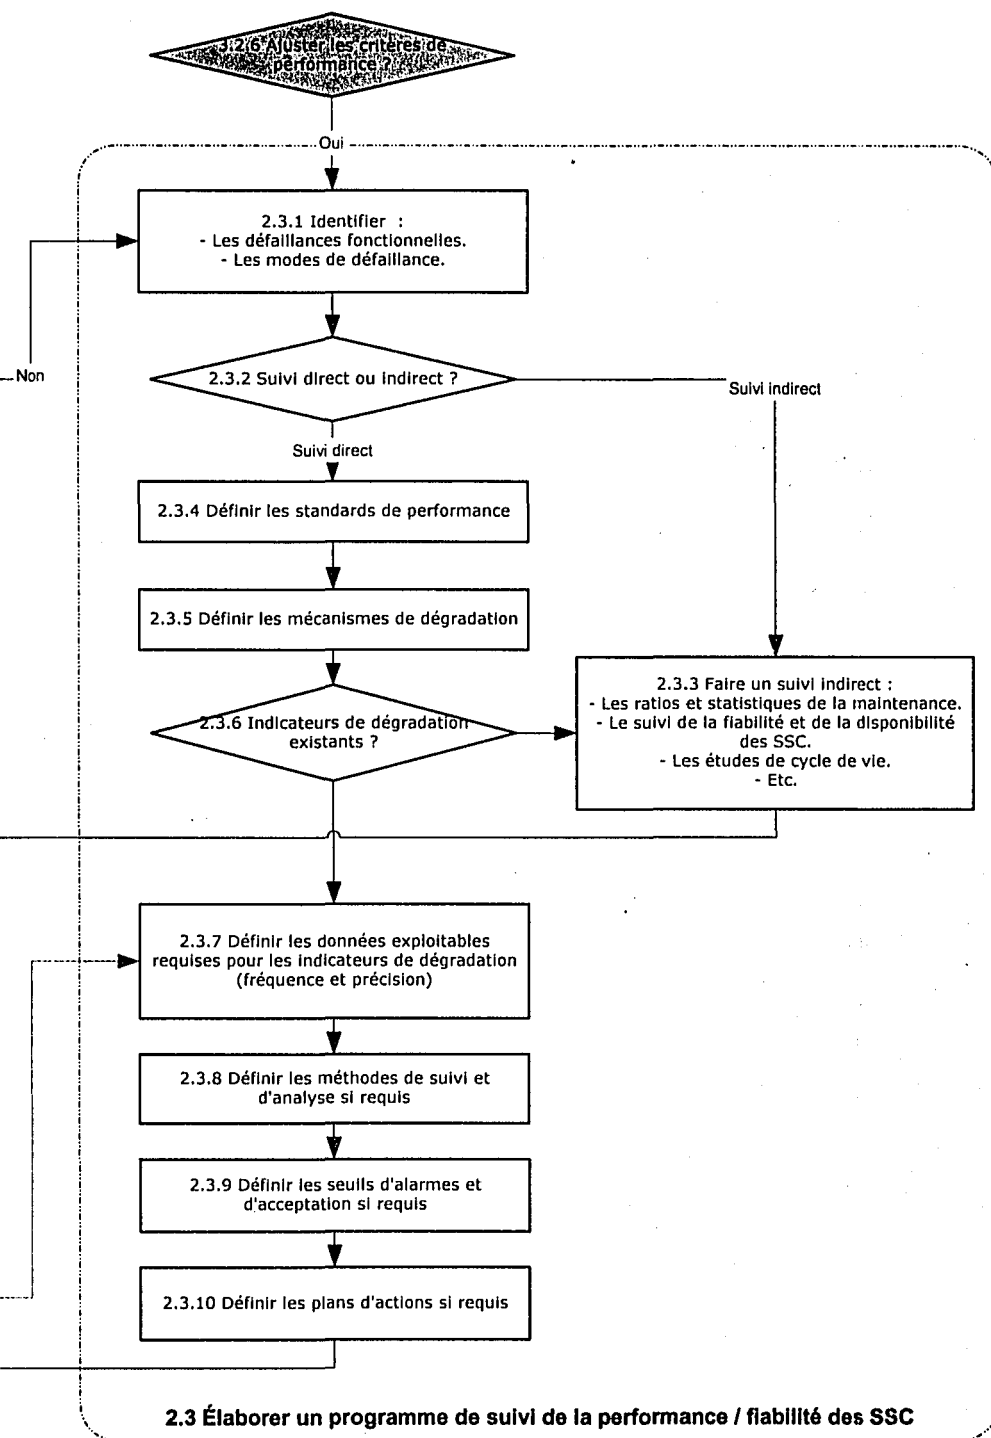 3.2.6 Ajuster les critères de
performance ?
Oui
2.3.1 Identifier :
- Les défaillances fonctionnelles.
- Les modes de défaillance.
Non
2.3.2 Suivi direct ou indirect ?
Suivi indirect
Suivi direct
2.3.4 Définir les standards de performance
2.3.5 Définir les mécanismes de dégradation
2.3.3 Faire un suivi indirect :
- Les ratios et statistiques de la maintenance.
- Le suivi de la fiabilité et de la disponibilité
des SSC.
- Les études de cycle de vie.
- Etc.
2.3.6 Indicateurs de dégradation
existants ?
2.3.7 Définir les données exploitables
requises pour les indicateurs de dégradation
(fréquence et précision)
2.3.8 Définir les méthodes de suivi et
d'analyse si requis
2.3.9 Définir les seuils d'alarmes et
d'acceptation si requis
2.3.10 Définir les plans d'actions si requis
2.3 Élaborer un programme de suivi de la performance / fiabilité des SSC